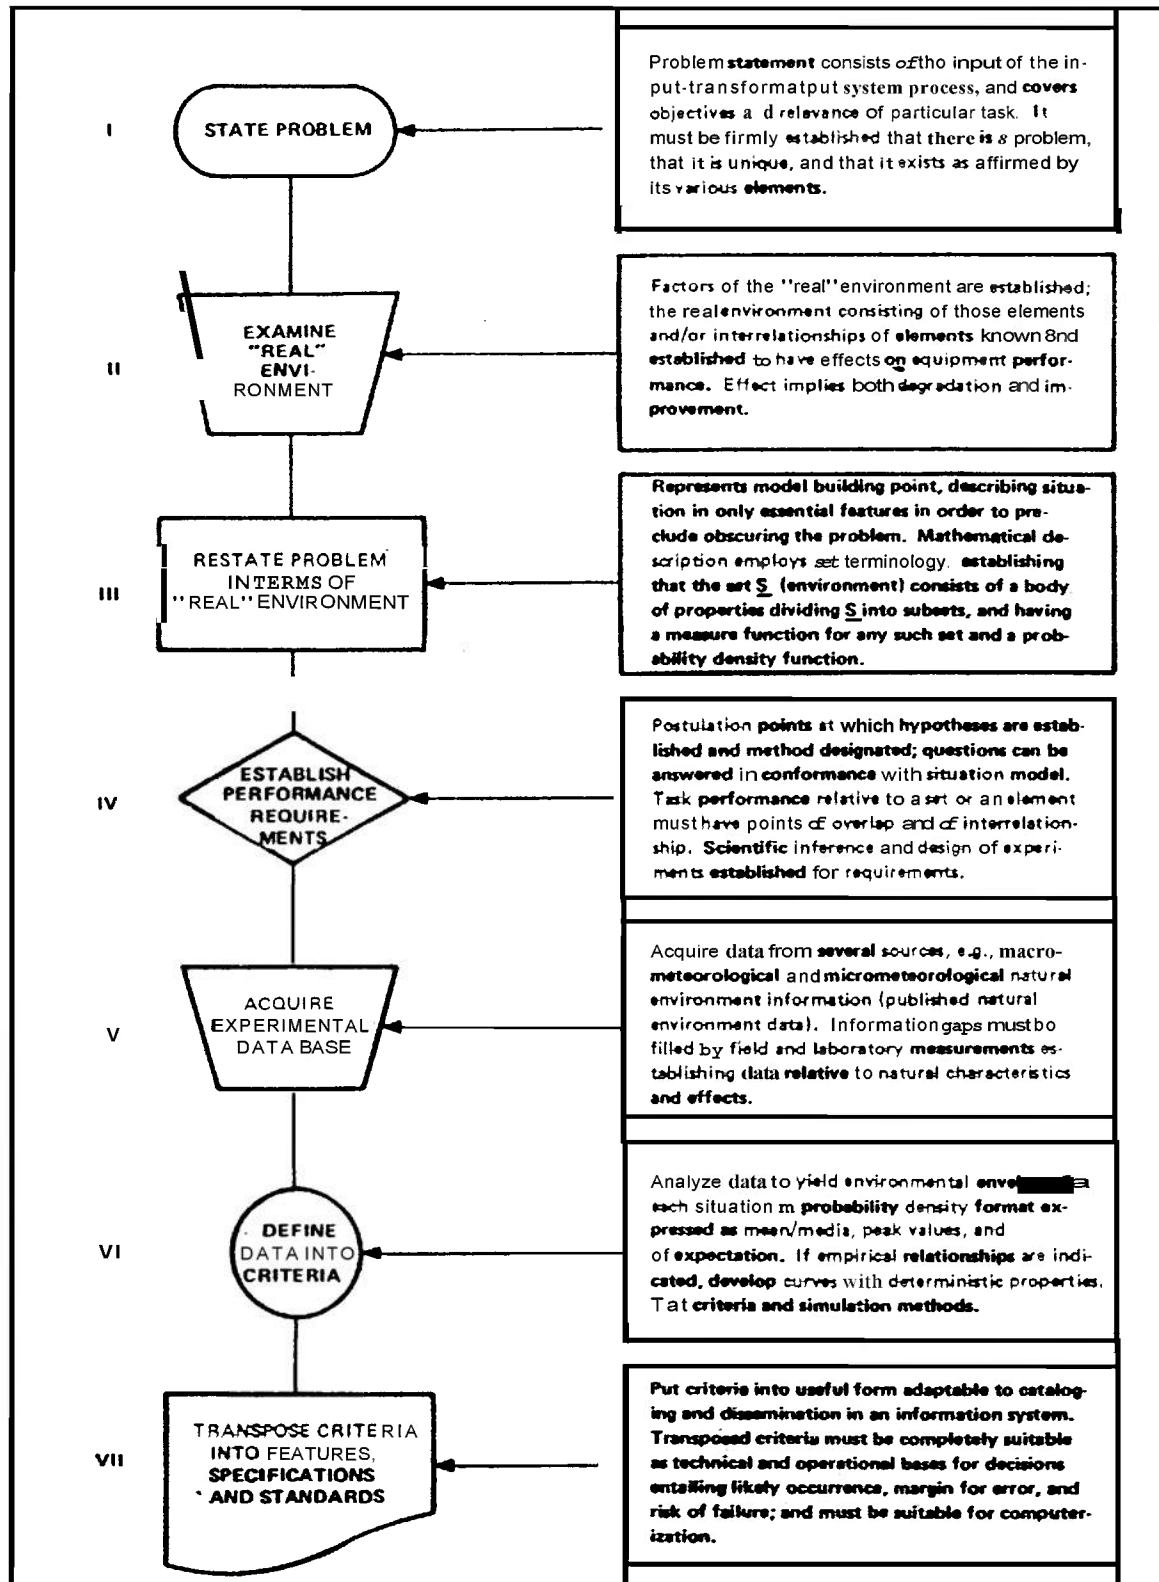 I
STATE PROBLEM
Problem statement consists of tho input of the in-
put-transformatput system process, and covers
objectives a d relevance of particular task. It
must be firmly established that there is s problem,
that it is unique, and that it exists as affirmed by
its various elements.
II
EXAMINE
"REAL"
ENVI-
RONMENT
Factors of the "real" environment are established;
the real environment consisting of those elements
and/or interrelationships of elements known 8nd
established to have effects on equipment perfor-
mance. Effect implies both degradation and im-
provement.
III
RESTATE PROBLEM
IN TERMS OF
"REAL" ENVIRONMENT
Represents model building point, describing situa-
tion in only essential features in order to pre-
clude obscuring the problem. Mathematical de-
scription employs set terminology, establishing
that the set S (environment) consists of a body
of properties dividing S into subsets, and having
a measure function for any such set and a prob-
ability density function.
IV
ESTABLISH
PERFORMANCE
REQUIRE-
MENTS
Postulation points at which hypotheses are estab-
lished and method designated; questions can be
answered in conformance with situation model.
Task performance relative to a set or an element
must have points of overlap and of interrelation-
ship. Scientific inference and design of experi-
ments established for requirements.
V
ACQUIRE
EXPERIMENTAL
DATA BASE
Acquire data from several sources, e.g., macro-
meteorological and micrometeorological natural
environment information (published natural
environment data). Information gaps must bo
filled by field and laboratory measurements es-
tablishing data relative to natural characteristics
and effects.
VI
DEFINE
DATA INTO
CRITERIA
Analyze data to yield environmental
each situation m probability density format ex-
pressed as mean/media, peak values, and
of expectation. If empirical relationships are indi-
cated, develop curves with deterministic properties.
Tat criteria and simulation methods.
VII
TRANSPOSE CRITERIA
INTO FEATURES,
SPECIFICATIONS
AND STANDARDS
Put criteria into useful form adaptable to catalog-
ing and dissemination in an information system.
Transposed criteria must be completely suitable
as technical and operational bases for decisions
entailing likely occurrence, margin for error, and
risk of failure; and must be suitable for computer-
ization.